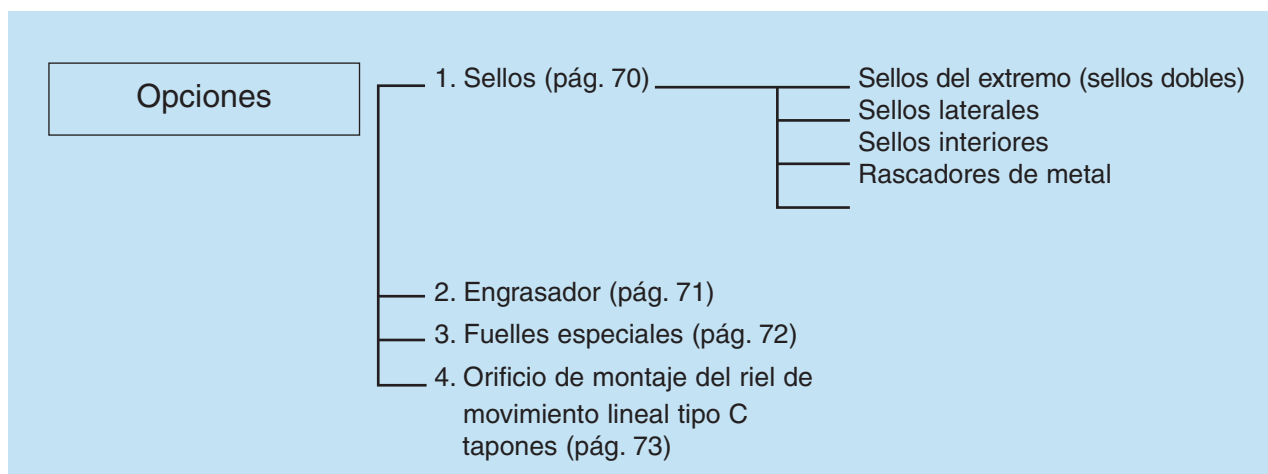 Opciones
1. Sellos (pág. 70)
Sellos del extremo (sellos dobles)
Sellos laterales
Sellos interiores
Rascadores de metal
2. Engrasador (pág. 71)
3. Fuelles especiales (pág. 72)
4. Orificio de montaje del riel de
movimiento lineal tipo C
tapones (pág. 73)